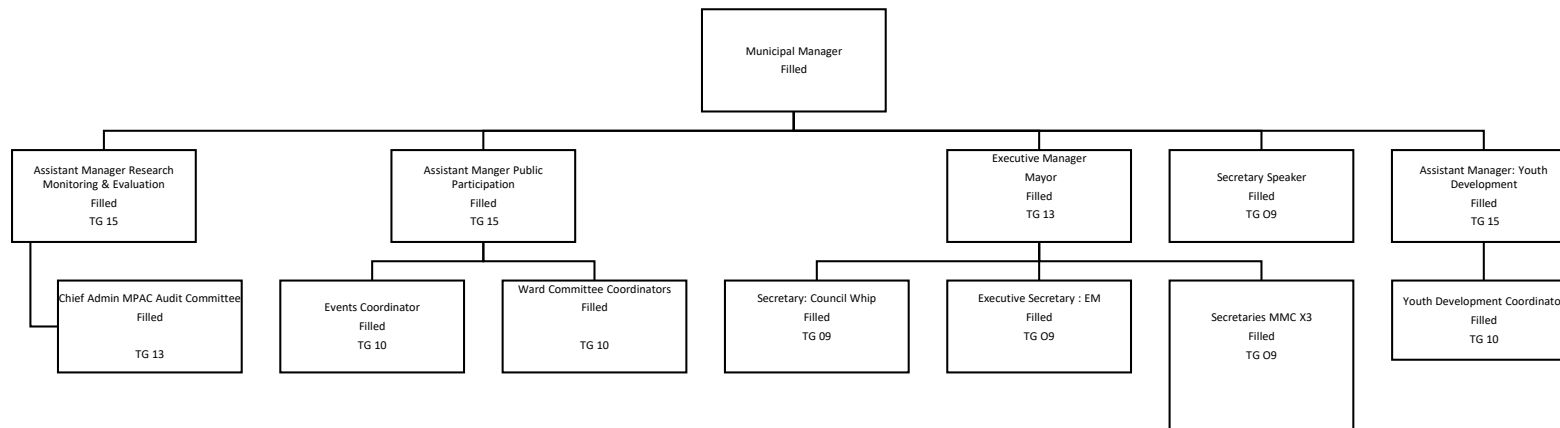 Municipal Manager
Filled
Assistant Manager Research
Monitoring & Evaluation
Filled
TG 15
Assistant Manger Public
Participation
Filled
TG 15
Executive Manager
Mayor
Filled
TG 13
Secretary Speaker
Filled
TG O9
Assistant Manager: Youth
Development
Filled
TG 15
Chief Admin MPAC Audit Committee
Filled
TG 13
Events Coordinator
Filled
TG 10
Ward Committee Coordinators
Filled
TG 10
Secretary: Council Whip
Filled
TG 09
Executive Secretary : EM
Filled
TG O9
Secretaries MMC X3
Filled
TG O9
Youth Development Coordinator
Filled
TG 10